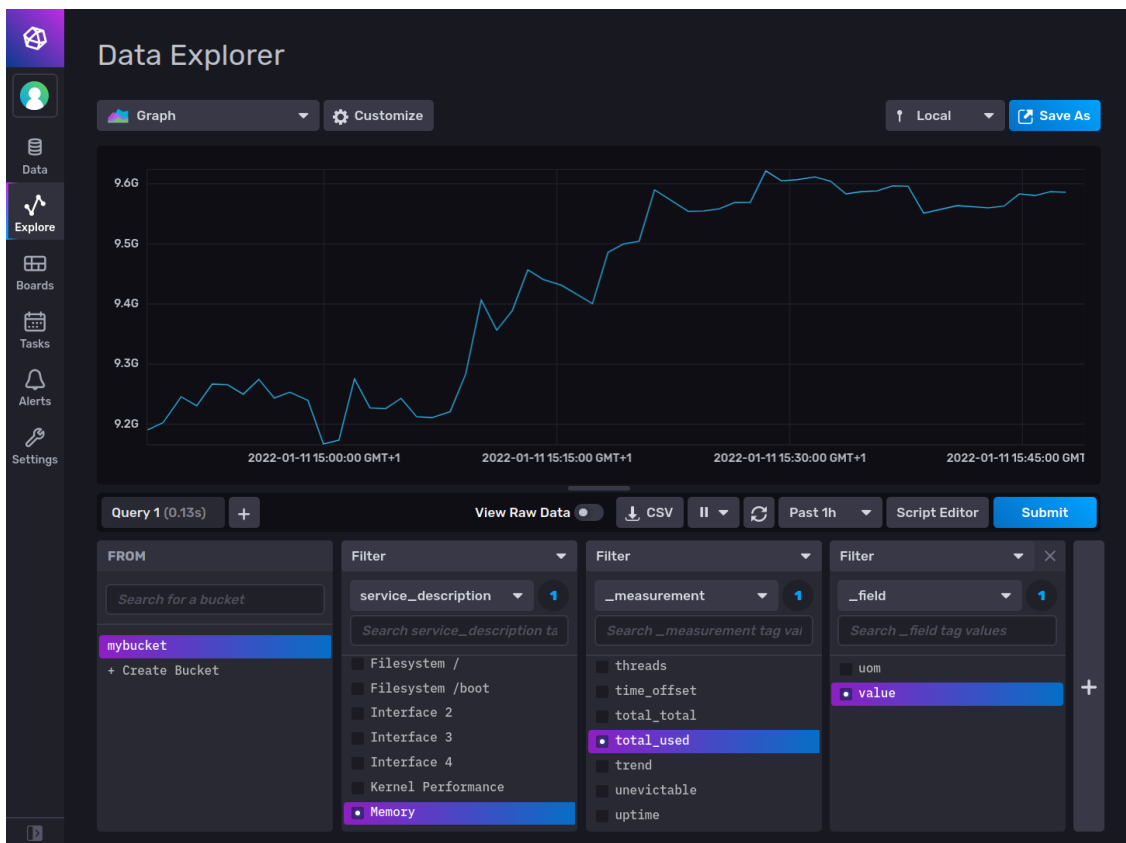 Data Explorer
Graph
Customize
Local
Save As
Data
Explore
Boards
Tasks
Alerts
Settings
9.6G
9.5G
9.4G
9.3G
9.2G
2022-01-11 15:00:00 GMT+1
2022-01-11 15:15:00 GMT+1
2022-01-11 15:30:00 GMT+1
2022-01-11 15:45:00 GMT
Query 1 (0.13s)
+
View Raw Data
CSV
Past 1h
Script Editor
Submit
FROM
Search for a bucket
mybucket
+ Create Bucket
Filter
service_description
1
Search service_description ta
Filesystem /
Filesystem /boot
Interface 2
Interface 3
Interface 4
Kernel Performance
Memory
Filter
_measurement
1
Search _measurement tag val
threads
time_offset
total_total
total_used
trend
unevictable
uptime
Filter
_field
1
Search _field tag values
uom
value
+